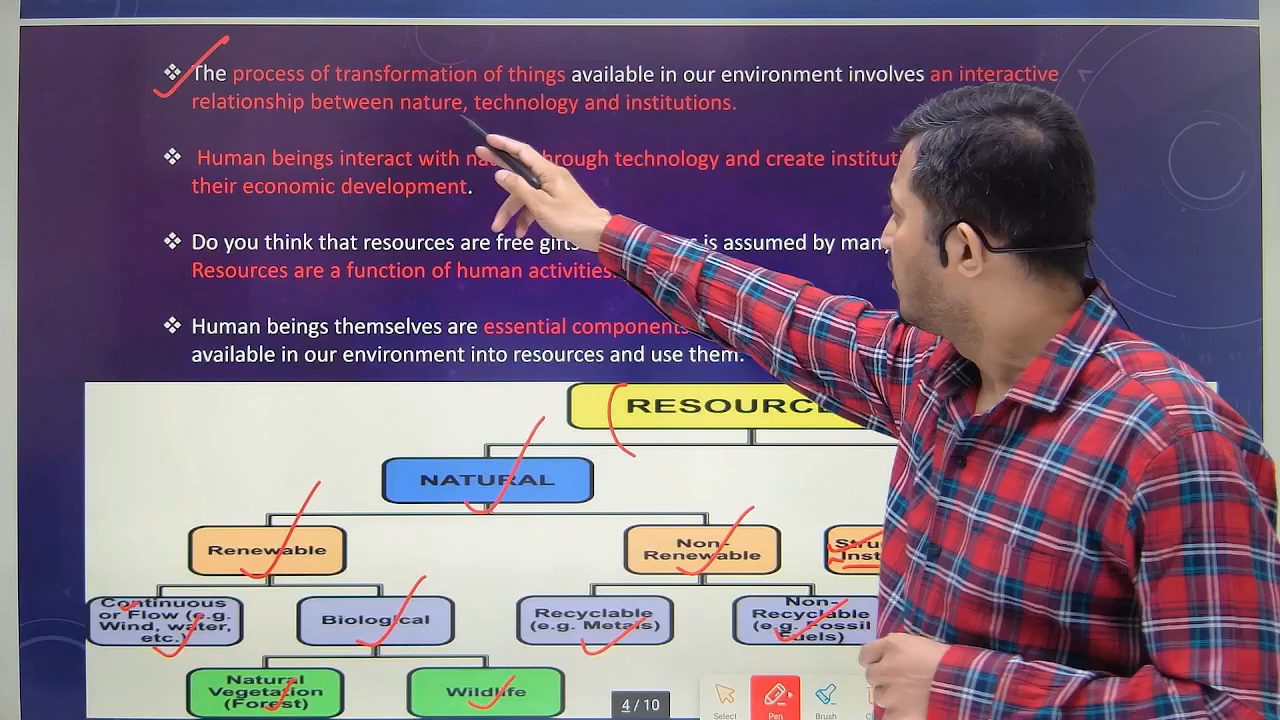 The process of transformation of things available in our environment involves an interactive
relationship between nature, technology and institutions.
Human beings interact with through technology and create
their economic development.
Do you think that resources are free gifts is assumed by
Resources are a function of human activities.
Human beings themselves are essential components
available in our environment into resources and use them.
NATURAL
Renewable
Non-
Renewable
Continuous
or Flow (e.g.
Wind, water,
etc.)
Biological
Recyclable
(e.g. Metals)
Non-
Recyclable
(e.g. Fossil
Fuels)
Natural
Vegetation
(Forest)
Wildlife
4 / 10
Select
Pen
Brush